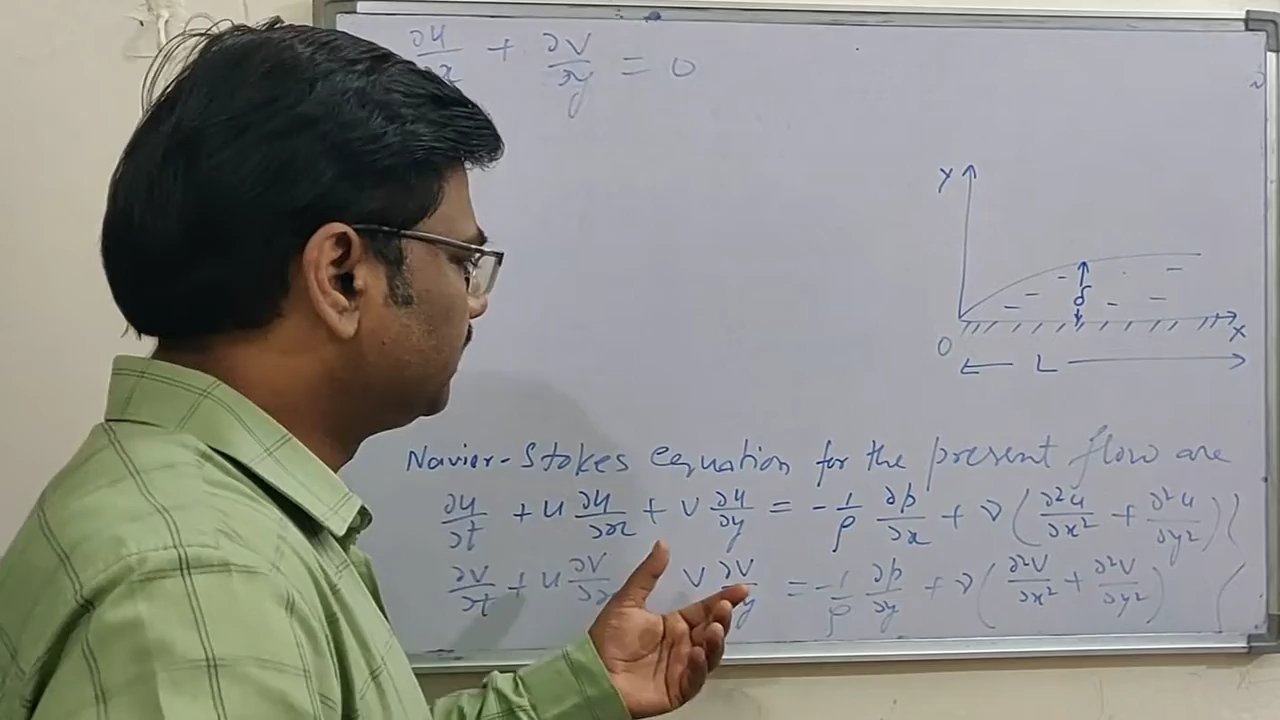 ∂u/∂x + ∂v/∂y = 0
y
δ
O
x
L
Navier-Stokes equation for the present flow are
∂u/∂t + u ∂u/∂x + v ∂u/∂y = -1/ρ ∂p/∂x + ν(∂²u/∂x² + ∂²u/∂y²) (
∂v/∂t + u ∂v/∂x v ∂v/∂y = -1/ρ ∂p/∂y + ν(∂²v/∂x² + ∂²v/∂y²) (